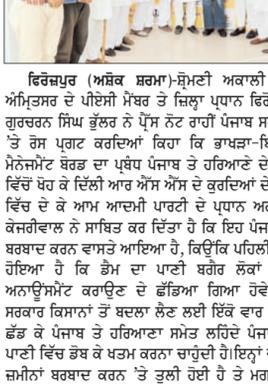 ਫਿਰੋਜ਼ਪੁਰ (ਅਸ਼ੋਕ ਸ਼ਰਮਾ)-ਸ਼੍ਰੋਮਣੀ ਅਕਾਲੀ
ਅੰਮ੍ਰਿਤਸਰ ਦੇ ਪੀਏਸੀ ਮੈਂਬਰ ਤੇ ਜ਼ਿਲ੍ਹਾ ਪ੍ਰਧਾਨ ਫਿਰੋ
ਗੁਰਚਰਨ ਸਿੰਘ ਭੁੱਲਰ ਨੇ ਪ੍ਰੈੱਸ ਨੋਟ ਰਾਹੀਂ ਪੰਜਾਬ ਸ
'ਤੇ ਰੋਸ ਪ੍ਰਗਟ ਕਰਦਿਆਂ ਕਿਹਾ ਕਿ ਭਾਖੜਾ-ਬਿ
ਮੈਨੇਜਮੈਂਟ ਬੋਰਡ ਦਾ ਪ੍ਰਬੰਧ ਪੰਜਾਬ ਤੇ ਹਰਿਆਣੇ ਦੇ
ਵਿੱਚੋਂ ਖੋਹ ਕੇ ਦਿੱਲੀ ਆਰ ਐੱਸ ਐੱਸ ਦੇ ਕੁਰਦਿਆਂ ਦੇ
ਵਿੱਚ ਦੇ ਕੇ ਆਮ ਆਦਮੀ ਪਾਰਟੀ ਦੇ ਪ੍ਰਧਾਨ ਅਰ
ਕੇਜਰੀਵਾਲ ਨੇ ਸਾਬਿਤ ਕਰ ਦਿੱਤਾ ਹੈ ਕਿ ਇਹ ਪੰਜਾ
ਬਰਬਾਦ ਕਰਨ ਵਾਸਤੇ ਆਇਆ ਹੈ, ਕਿਉਂਕਿ ਪਹਿਲੀ
ਹੋਇਆ ਹੈ ਕਿ ਡੈਮ ਦਾ ਪਾਣੀ ਬਗੈਰ ਲੋਕਾਂ
ਅਨਾਊਂਸਮੈਂਟ ਕਰਾਉਣ ਦੇ ਛੱਡਿਆ ਗਿਆ ਹੋਵੇ
ਸਰਕਾਰ ਕਿਸਾਨਾਂ ਤੋਂ ਬਦਲਾ ਲੈਣ ਲਈ ਇੱਕੋ ਵਾਰ
ਛੱਡ ਕੇ ਪੰਜਾਬ ਤੇ ਹਰਿਆਣਾ ਸਮੇਤ ਲਹਿੰਦੇ ਪੰਜਾ
ਪਾਣੀ ਵਿੱਚ ਡੋਬ ਕੇ ਖਤਮ ਕਰਨਾ ਚਾਹੁੰਦੀ ਹੈ।ਇਨ੍ਹਾਂ
ਜ਼ਮੀਨਾਂ ਬਰਬਾਦ ਕਰਨ 'ਤੇ ਤੁਲੀ ਹੋਈ ਹੈ ਤੇ ਮਗ